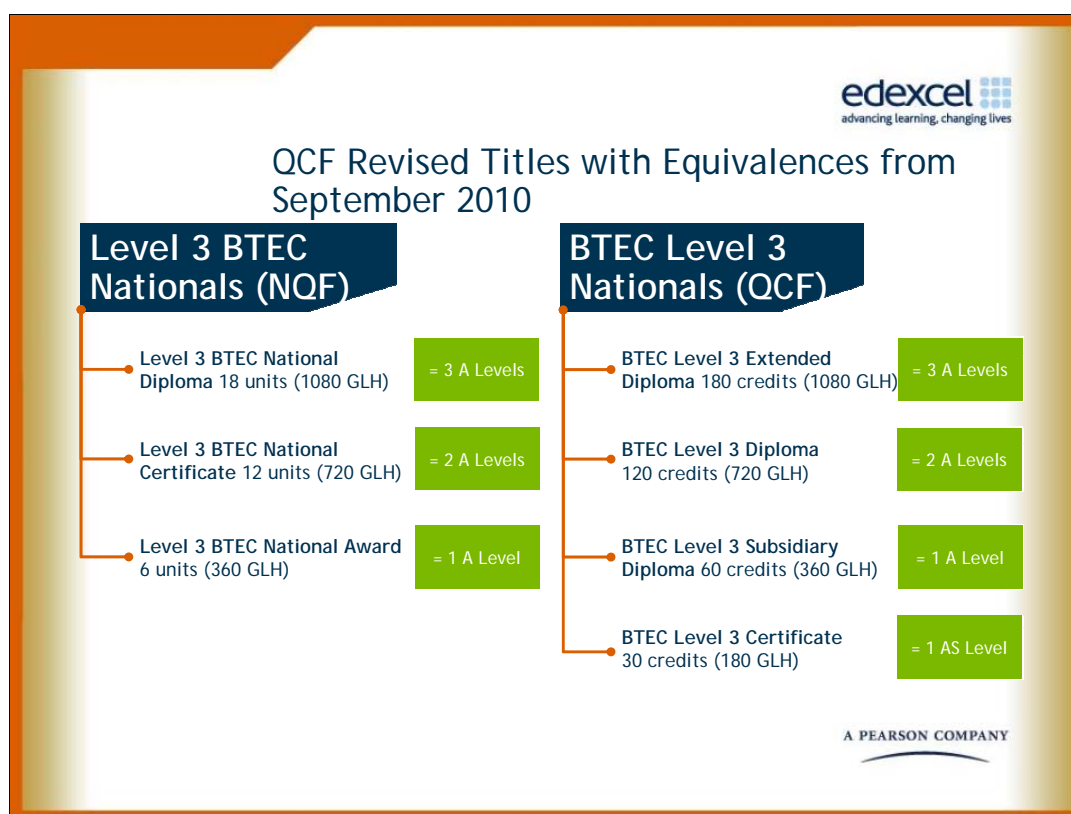 edexcel
advancing learning, changing lives
QCF Revised Titles with Equivalences from
September 2010
Level 3 BTEC
Nationals (NQF)
Level 3 BTEC National
Diploma 18 units (1080 GLH)
= 3 A Levels
Level 3 BTEC National
Certificate 12 units (720 GLH)
= 2 A Levels
Level 3 BTEC National Award
6 units (360 GLH)
= 1 A Level
BTEC Level 3
Nationals (QCF)
BTEC Level 3 Extended
Diploma 180 credits (1080 GLH)
= 3 A Levels
BTEC Level 3 Diploma
120 credits (720 GLH)
= 2 A Levels
BTEC Level 3 Subsidiary
Diploma 60 credits (360 GLH)
= 1 A Level
BTEC Level 3 Certificate
30 credits (180 GLH)
= 1 AS Level
A PEARSON COMPANY